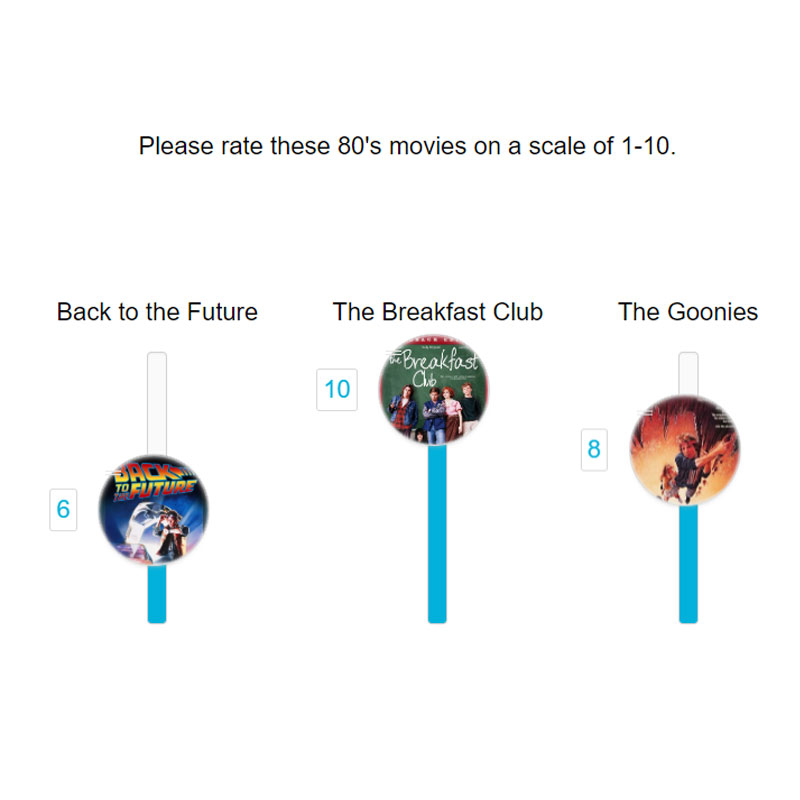 Please rate these 80's movies on a scale of 1-10.
Back to the Future
The Breakfast Club
The Goonies
10
the Breakfast
Club
8
BACK
TO
THE FUTURE
6